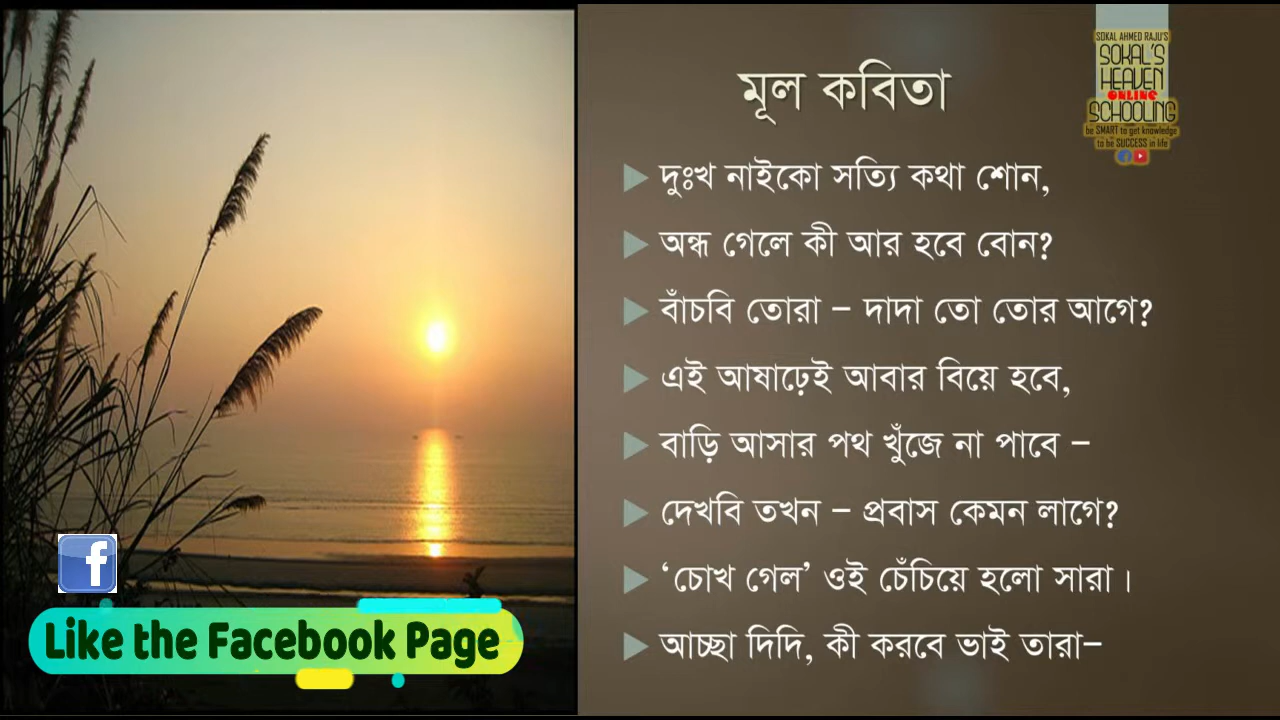 মূল কবিতা
SOKAL AHMED RAJU'S
SOKAL'S
HEAVEN
ONLINE
SCHOOLING
be SMART to get knowledge
to be SUCCESS in life
দুঃখ নাইকো সত্যি কথা শোন,
অন্ধ গেলে কী আর হবে বোন?
বাঁচবি তোরা – দাদা তো তোর আগে?
এই আষাঢ়েই আবার বিয়ে হবে,
বাড়ি আসার পথ খুঁজে না পাবে –
দেখবি তখন – প্রবাস কেমন লাগে?
‘চোখ গেল’ ওই চেঁচিয়ে হলো সারা।
আচ্ছা দিদি, কী করবে ভাই তারা–
f
Like the Facebook Page